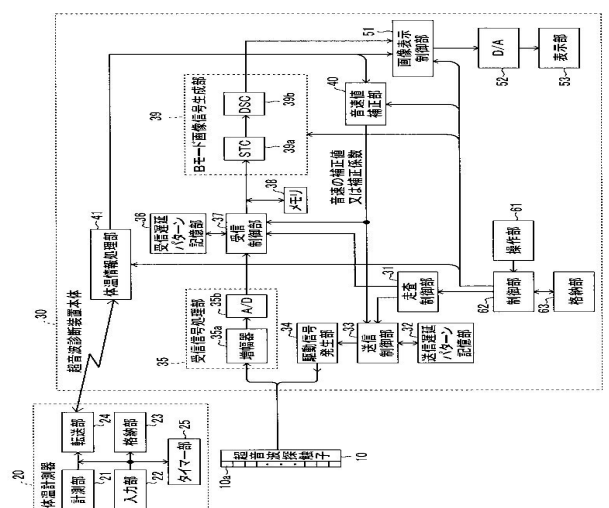 30
超音波診断装置本体
20
体温計測器
計測部
21
転送部
24
入力部
22
格納部
23
タイマー部
25
体温情報処理部
41
10a
超音波探触子
10
35
受信信号処理部
増幅器
35a
A/D
35b
駆動信号
発生部
34
送信
制御部
33
送信遅延
パターン
記憶部
32
走査
制御部
31
受信遅延
パターン
記憶部
36
受信
制御部
37
メモリ
38
39
Bモード画像信号生成部
STC
39a
DSC
39b
音速値
補正部
40
音速の補正値
又は補正係数
画像表示
制御部
51
D/A
52
表示部
53
操作部
61
制御部
62
格納部
63